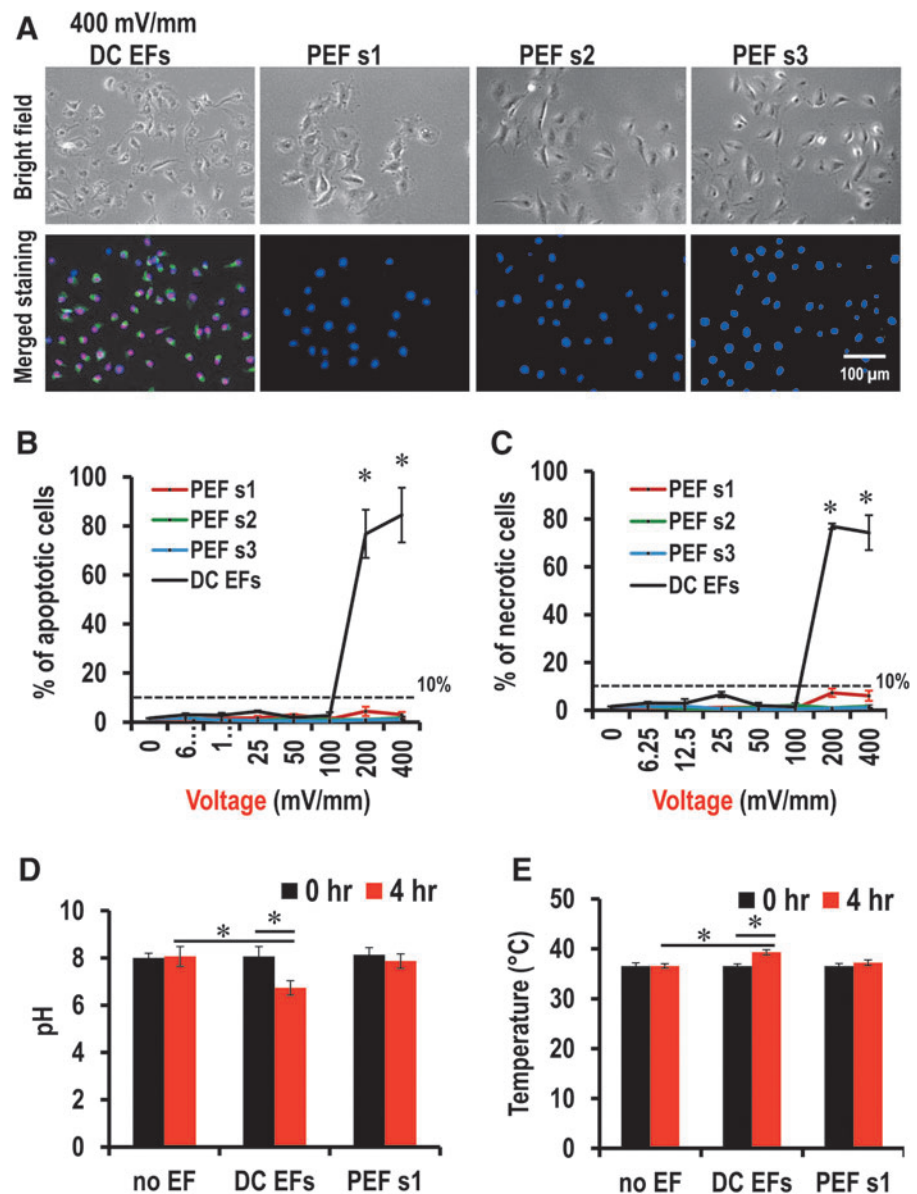 A
400 mV/mm
DC EFs PEF s1 PEF s2 PEF s3
Bright field
Merged staining
100 µm
B
% of apoptotic cells
100
80
60
40
20
0
PEF s1
PEF s2
PEF s3
DC EFs
* *
10%
0 6... 1... 25 50 100 200 400
Voltage (mV/mm)
C
% of necrotic cells
100
80
60
40
20
0
PEF s1
PEF s2
PEF s3
DC EFs
* *
10%
0 6.25 12.5 25 50 100 200 400
Voltage (mV/mm)
D
0 hr 4 hr
pH
10
8
6
4
2
0
* *
no EF DC EFs PEF s1
E
0 hr 4 hr
Temperature (°C)
50
40
30
20
10
0
* *
no EF DC EFs PEF s1